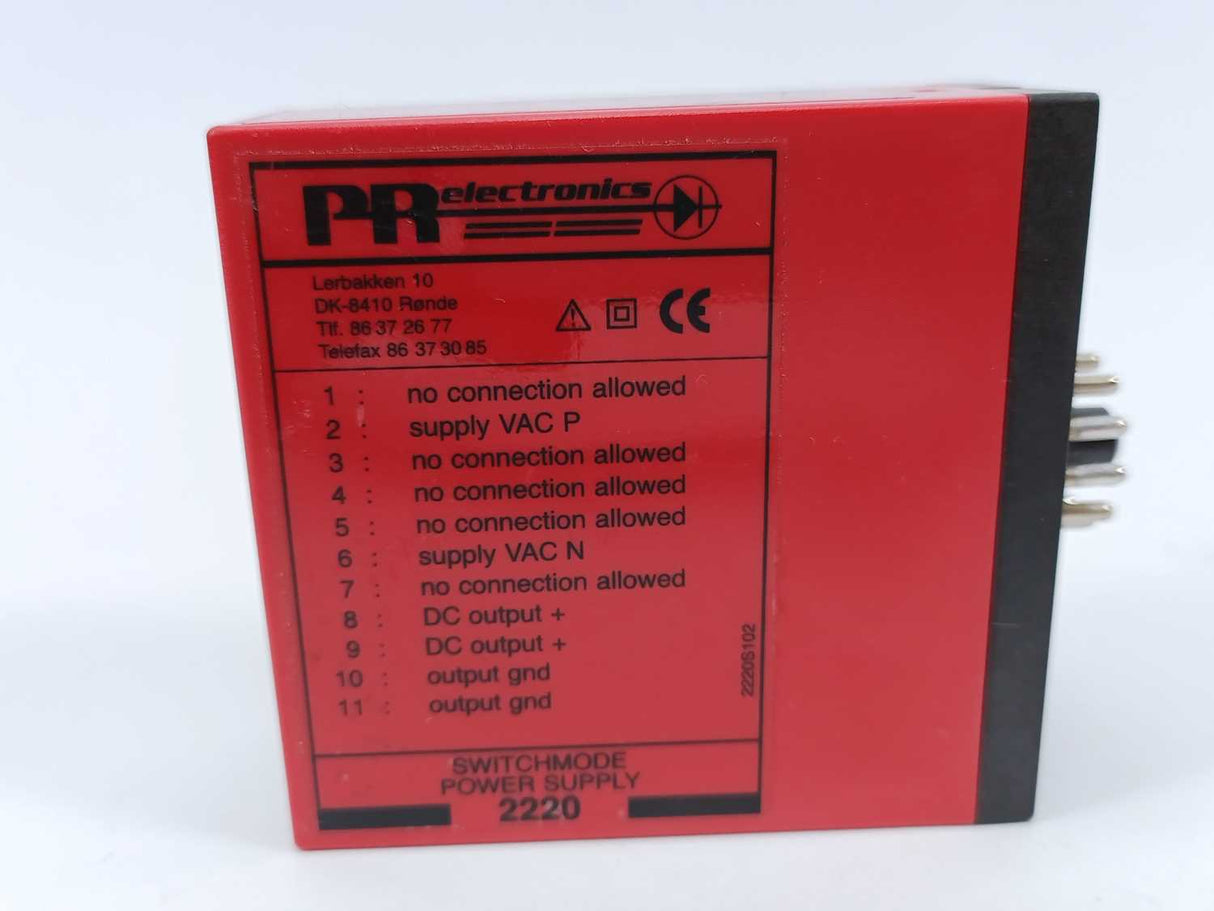 PR electronics
Lerbakken 10
DK-8410 Rønde
Tlf. 86 37 26 77
Telefax 86 37 30 85
CE
1 : no connection allowed
2 : supply VAC P
3 : no connection allowed
4 : no connection allowed
5 : no connection allowed
6 : supply VAC N
7 : no connection allowed
8 : DC output +
9 : DC output +
10 : output gnd
11 : output gnd
2220S102
SWITCHMODE
POWER SUPPLY
2220